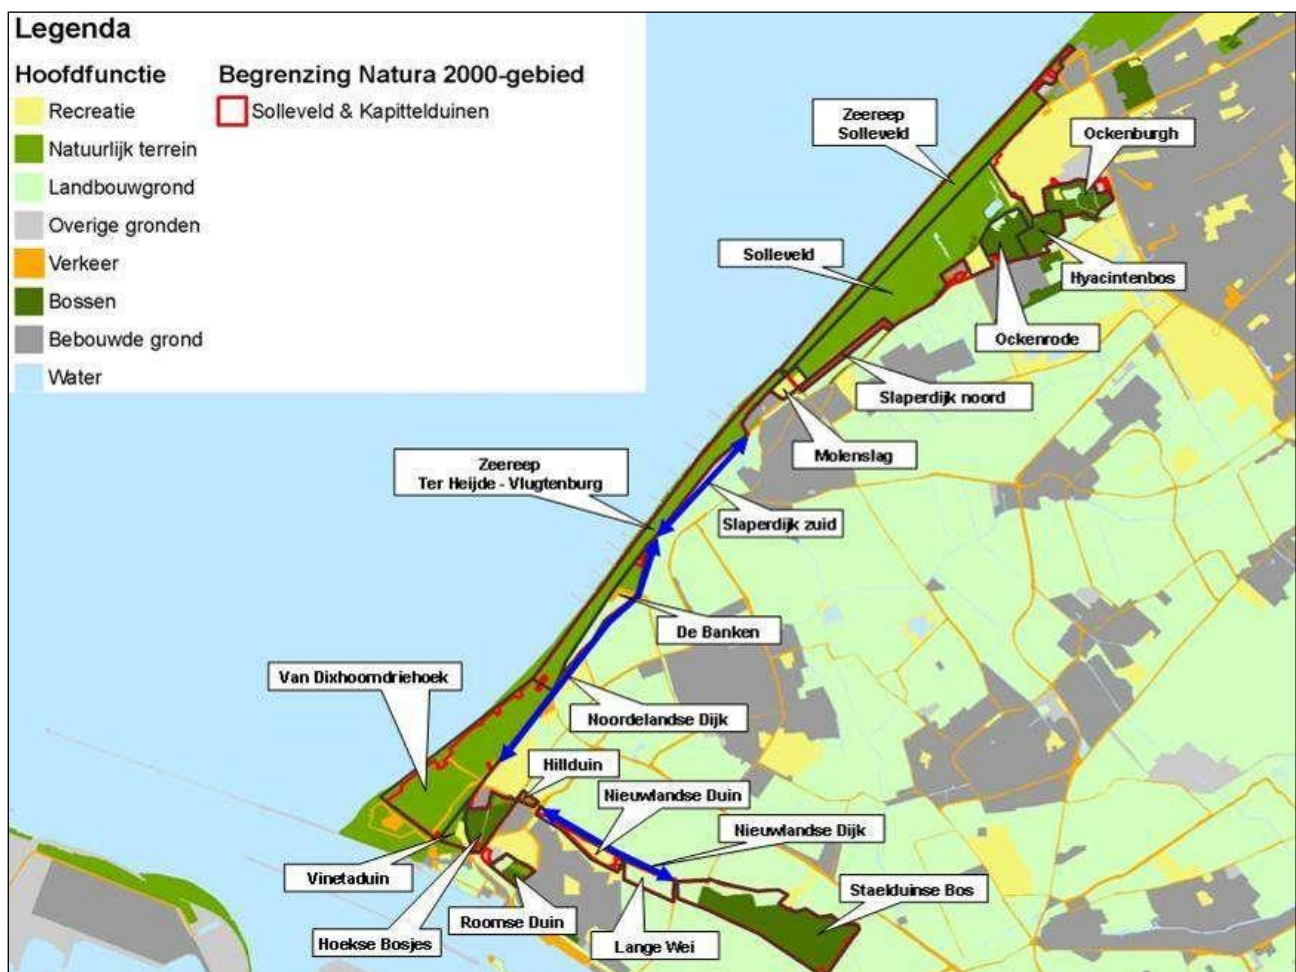 Legenda
Hoofdfunctie
Recreatie
Natuurlijk terrein
Landbouwgrond
Overige gronden
Verkeer
Bossen
Bebouwde grond
Water
Begrenzing Natura 2000-gebied
Solleveld & Kapittelduinen
Zeereep
Solleveld
Ockenburgh
Solleveld
Hyacintenbos
Ockenrode
Slaperdijk noord
Molenslag
Zeereep
Ter Heijde - Vlugtenburg
Slaperdijk zuid
De Banken
Van Dixhoorndriehoek
Noordelandse Dijk
Hillduin
Nieuwlandse Duin
Nieuwlandse Dijk
Vinetaduin
Staelduinse Bos
Roomse Duin
Hoekse Bosjes
Lange Wei